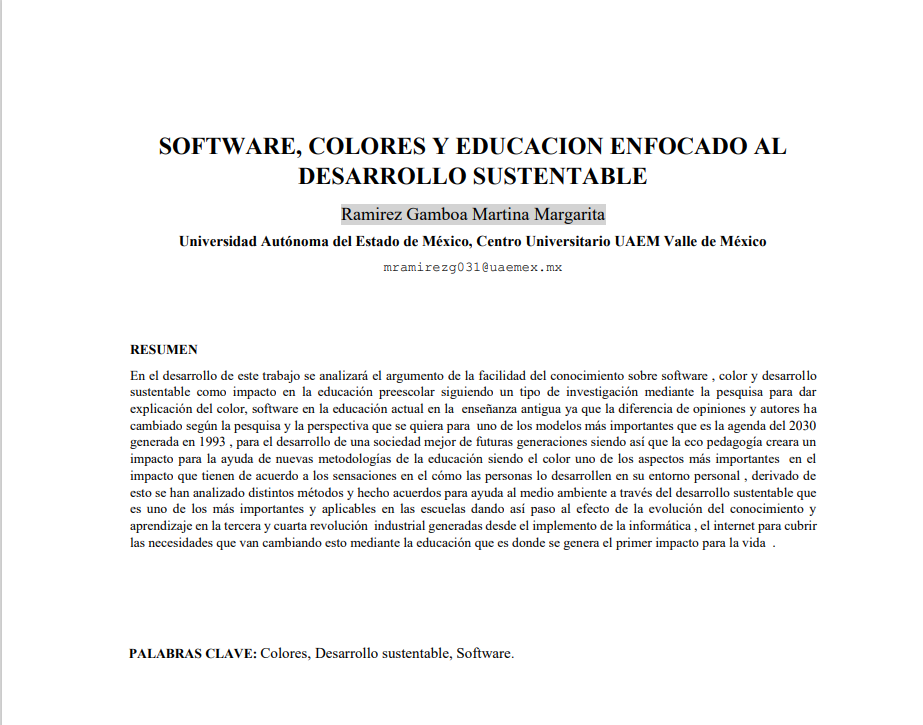 SOFTWARE, COLORES Y EDUCACION ENFOCADO AL
DESARROLLO SUSTENTABLE
Ramirez Gamboa Martina Margarita
Universidad Autónoma del Estado de México, Centro Universitario UAEM Valle de México
mramirezg031@uaemex.mx
RESUMEN
En el desarrollo de este trabajo se analizará el argumento de la facilidad del conocimiento sobre software , color y desarrollo
sustentable como impacto en la educación preescolar siguiendo un tipo de investigación mediante la pesquisa para dar
explicación del color, software en la educación actual en la enseñanza antigua ya que la diferencia de opiniones y autores ha
cambiado según la pesquisa y la perspectiva que se quiera para uno de los modelos más importantes que es la agenda del 2030
generada en 1993 , para el desarrollo de una sociedad mejor de futuras generaciones siendo así que la eco pedagogía creara un
impacto para la ayuda de nuevas metodologías de la educación siendo el color uno de los aspectos más importantes en el
impacto que tienen de acuerdo a los sensaciones en el cómo las personas lo desarrollen en su entorno personal , derivado de
esto se han analizado distintos métodos y hecho acuerdos para ayuda al medio ambiente a través del desarrollo sustentable que
es uno de los más importantes y aplicables en las escuelas dando así paso al efecto de la evolución del conocimiento y
aprendizaje en la tercera y cuarta revolución industrial generadas desde el implemento de la informática , el internet para cubrir
las necesidades que van cambiando esto mediante la educación que es donde se genera el primer impacto para la vida .
PALABRAS CLAVE: Colores, Desarrollo sustentable, Software.